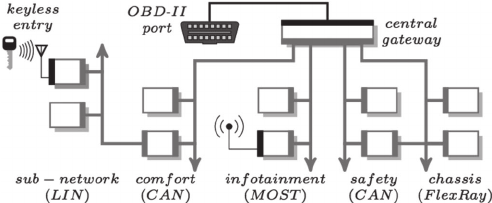 keyless
entry
OBD-II
port
central
gateway
sub - network
(LIN)
comfort
(CAN)
infotainment
(MOST)
safety
(CAN)
chassis
(FlexRay)